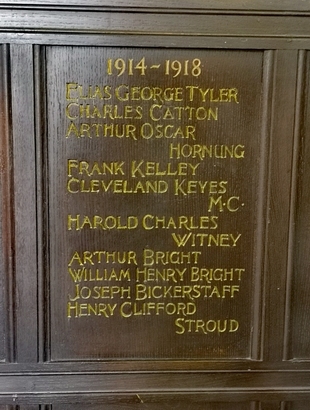 1914~1918
ELIAS GEORGE TYLER
CHARLES CATTON
ARTHUR OSCAR
HORNUNG
FRANK KELLEY
CLEVELAND KEYES
M·C·
HAROLD CHARLES
WITNEY
ARTHUR BRIGHT
WILLIAM HENRY BRIGHT
JOSEPH BICKERSTAFF
HENRY CLIFFORD
STROUD